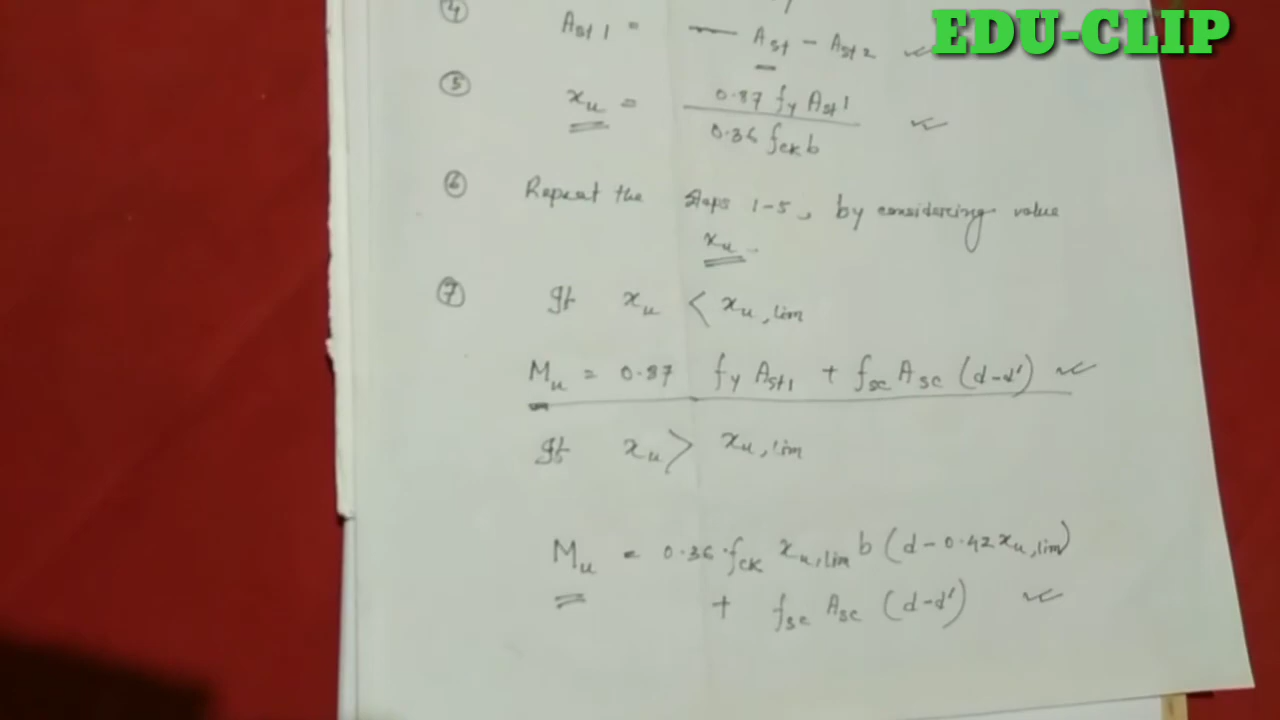 EDU-CLIP
④ Ast1 = — Ast - Ast2
⑤ xu = 0.87 fy Ast1
0.36 fck b
⑥ Repeat the steps 1-5, by considering value
xu.
⑦ If xu < xu,lim
Mu = 0.87 fy Ast1 + fsc Asc (d-d')
If xu > xu,lim
Mu = 0.36 . fck xu,lim b (d - 0.42 xu,lim)
+ fsc Asc (d-d')